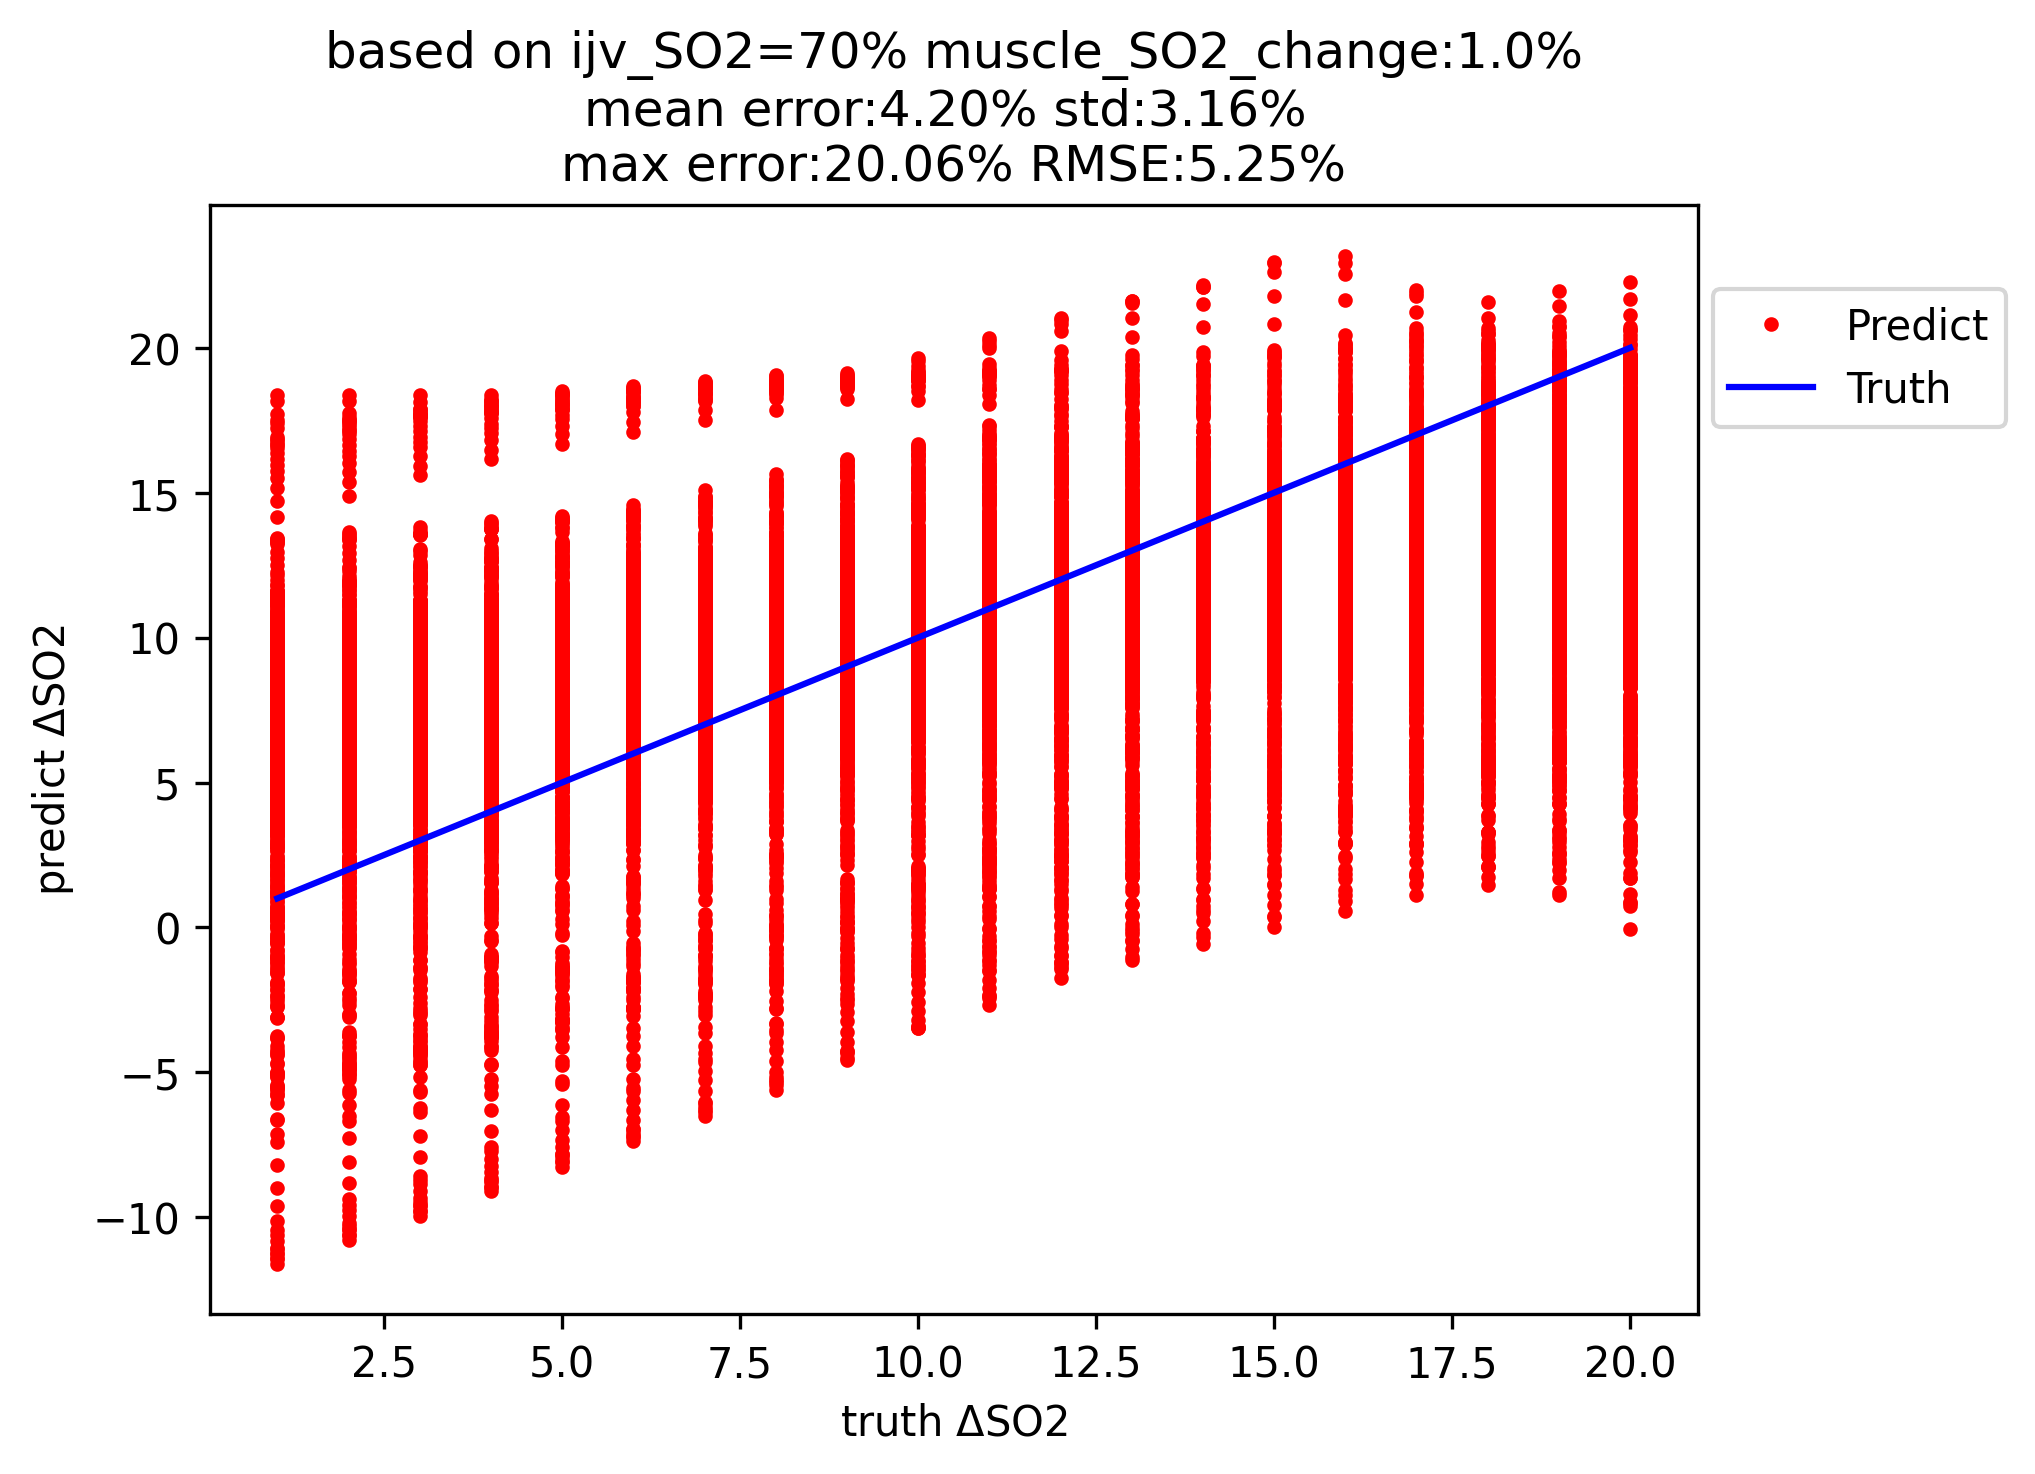 based on ijv_SO2=70% muscle_SO2_change:1.0%
mean error:4.20% std:3.16%
max error:20.06% RMSE:5.25%
Predict
Truth
20
15
10
5
0
−5
−10
predict ΔSO2
2.5
5.0
7.5
10.0
12.5
15.0
17.5
20.0
truth ΔSO2